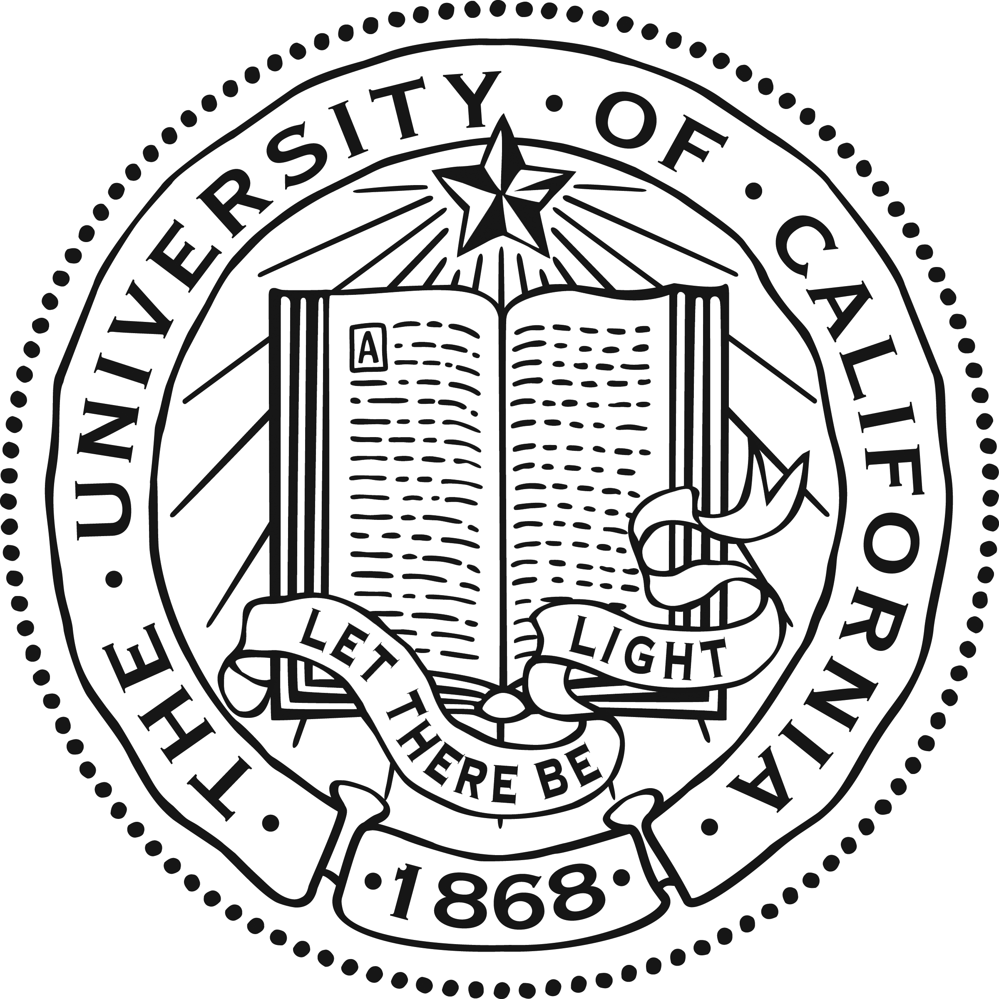 THE · UNIVERSITY · OF · CALIFORNIA
A
LET THERE BE LIGHT
· 1868 ·